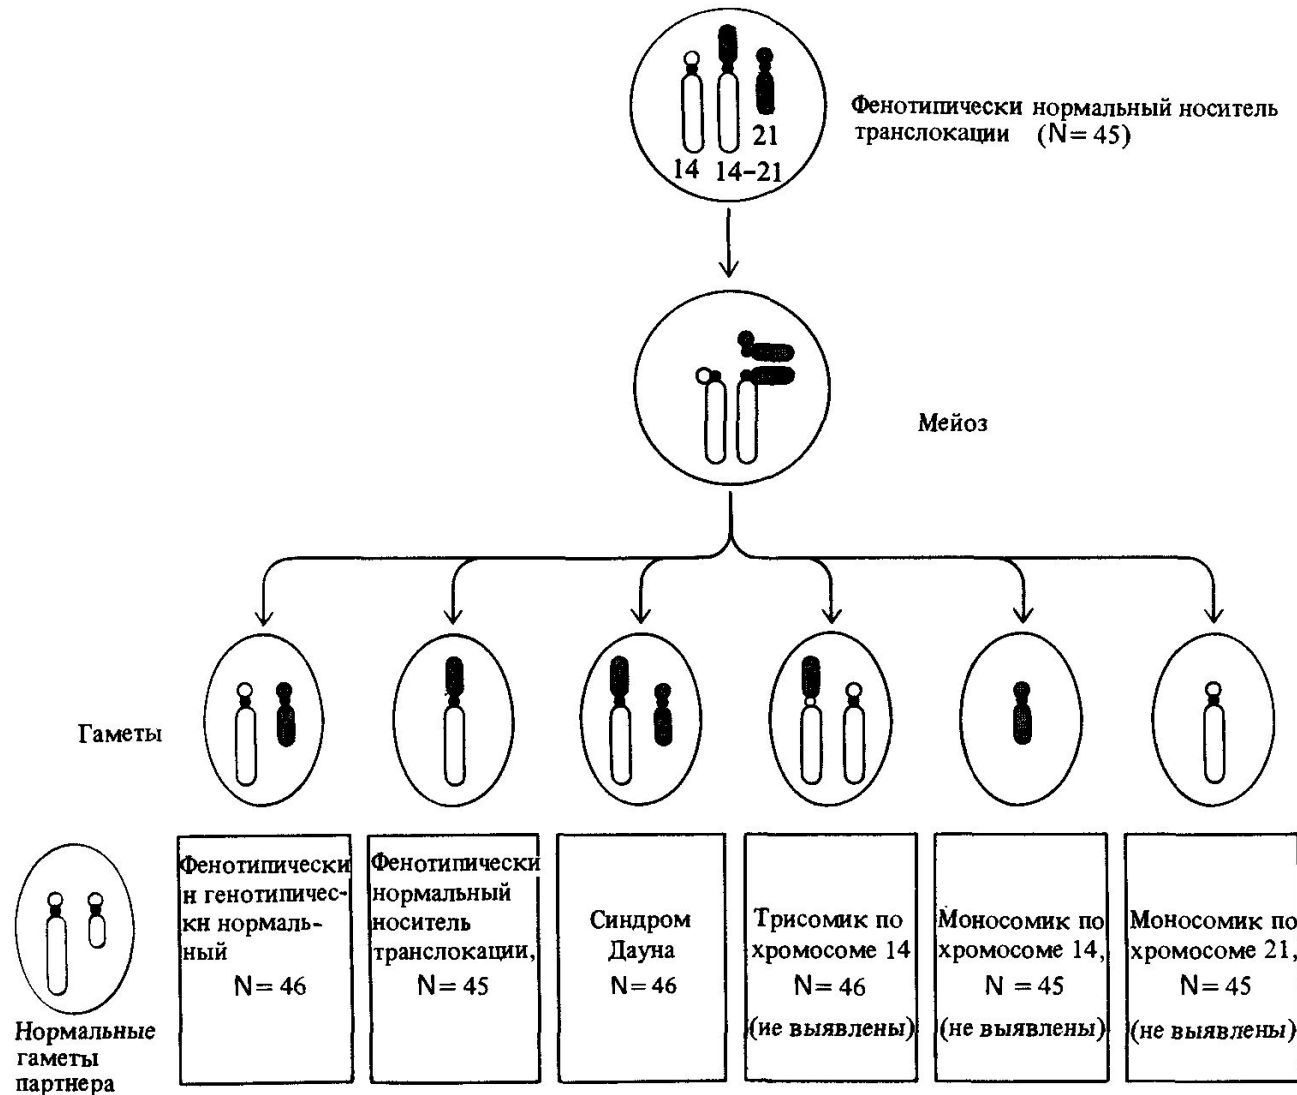 Фенотипически нормальный носитель
транслокации (N= 45)
21
14 14-21
Мейоз
Гаметы
Нормальные
гаметы
партнера
Фенотипически
н генотипичес-
кн нормаль-
ный
N= 46
Фенотипически
нормальный
носитель
транслокации,
N= 45
Синдром
Дауна
N= 46
Трисомик по
хромосоме 14
N= 46
(ие выявлены)
Моносомик по
хромосоме 14,
N = 45
(не выявлены)
Моносомик по
хромосоме 21,
N= 45
(не выявлены)